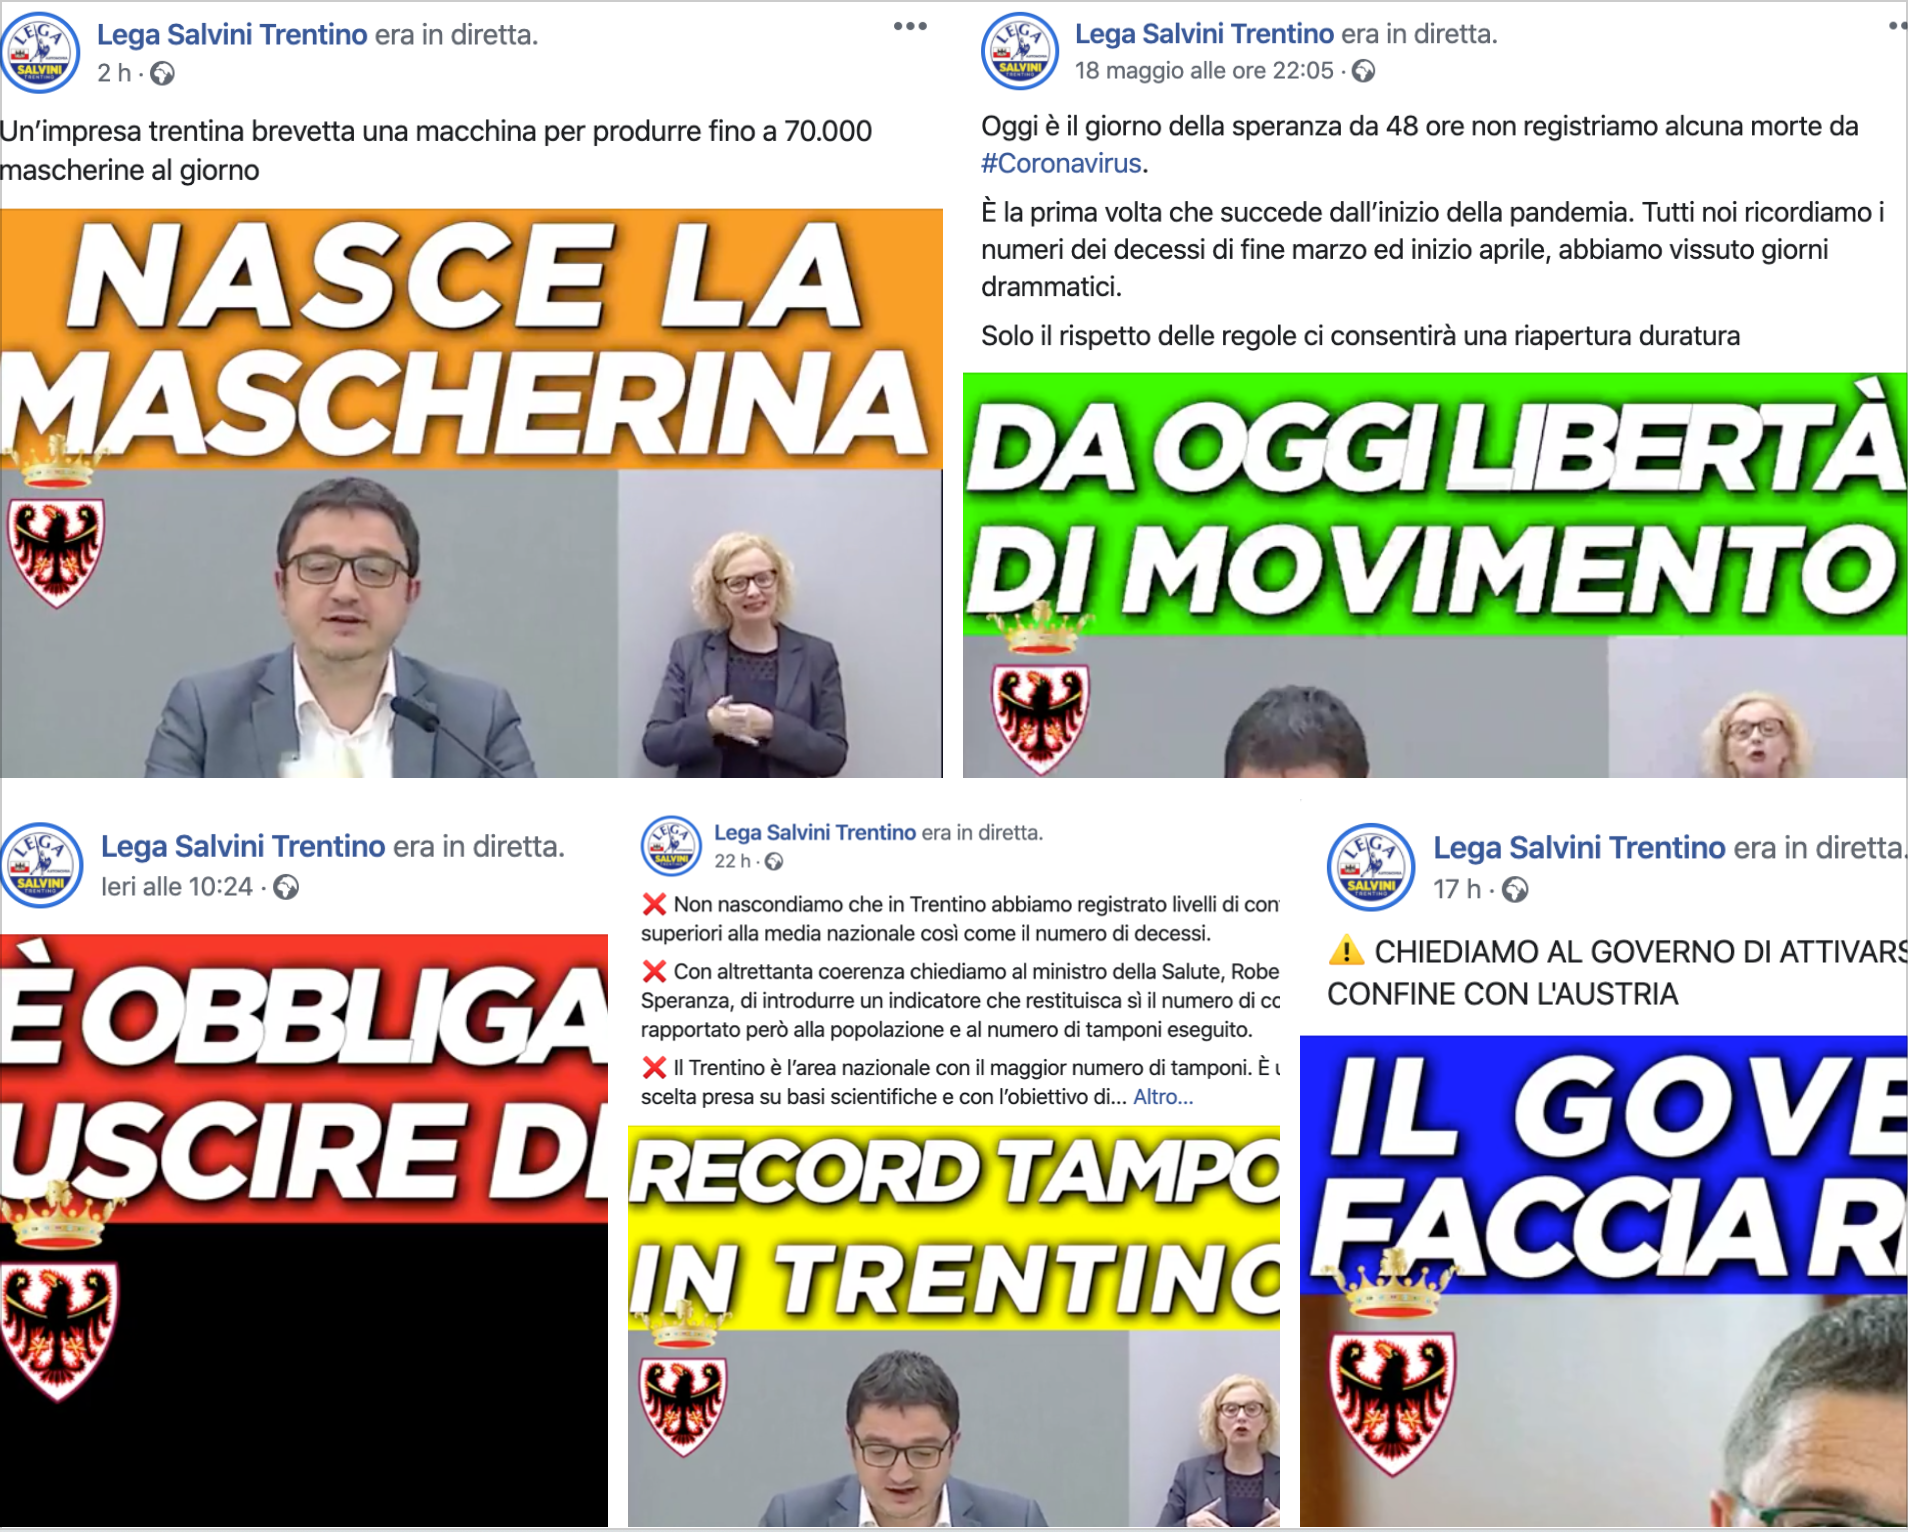 Lega Salvini Trentino era in diretta.
2 h ·
Un'impresa trentina brevetta una macchina per produrre fino a 70.000
mascherine al giorno
NASCE LA
MASCHERINA
Lega Salvini Trentino era in diretta.
18 maggio alle ore 22:05 ·
Oggi è il giorno della speranza da 48 ore non registriamo alcuna morte da
#Coronavirus.
È la prima volta che succede dall'inizio della pandemia. Tutti noi ricordiamo i
numeri dei decessi di fine marzo ed inizio aprile, abbiamo vissuto giorni
drammatici.
Solo il rispetto delle regole ci consentirà una riapertura duratura
DA OGGI LIBERTÀ
DI MOVIMENTO
Lega Salvini Trentino era in diretta.
Ieri alle 10:24 ·
È OBBLIGA
USCIRE DI
Lega Salvini Trentino era in diretta.
22 h ·
❌ Non nascondiamo che in Trentino abbiamo registrato livelli di con
superiori alla media nazionale così come il numero di decessi.
❌ Con altrettanta coerenza chiediamo al ministro della Salute, Robe
Speranza, di introdurre un indicatore che restituisca sì il numero di co
rapportato però alla popolazione e al numero di tamponi eseguito.
❌ Il Trentino è l'area nazionale con il maggior numero di tamponi. È u
scelta presa su basi scientifiche e con l'obiettivo di... Altro...
RECORD TAMPO
IN TRENTINO
Lega Salvini Trentino era in diretta.
17 h ·
⚠️ CHIEDIAMO AL GOVERNO DI ATTIVARS
CONFINE CON L'AUSTRIA
IL GOVE
FACCIA RI
LEGA
SALVINI
TRENTINO